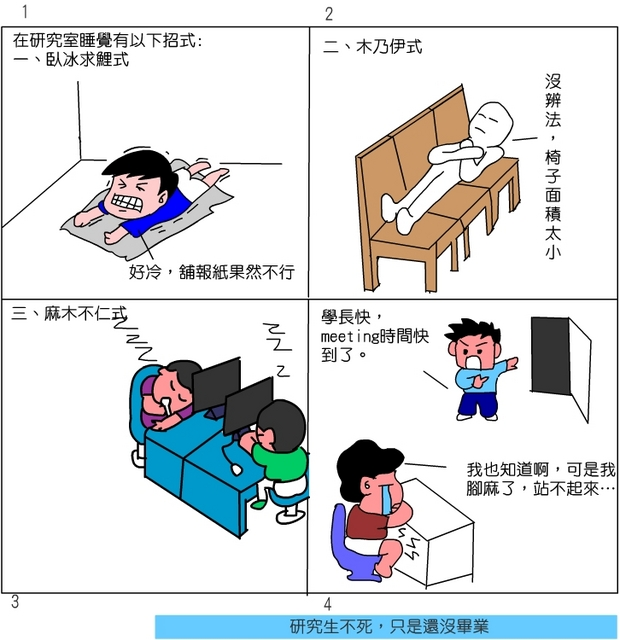 1
2
在研究室睡覺有以下招式:
一、臥冰求鯉式
好冷，舖報紙果然不行
二、木乃伊式
沒辨法，椅子面積太小
三、麻木不仁式
學長快，
meeting時間快
到了。
我也知道啊，可是我
腳麻了，站不起來…
3
4
研究生不死，只是還沒畢業